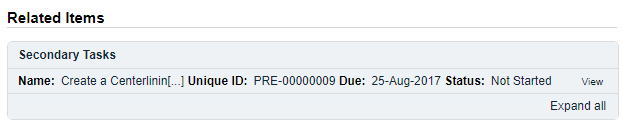 Related Items
Secondary Tasks
Name: Create a Centerlinin[...] Unique ID: PRE-00000009 Due: 25-Aug-2017 Status: Not Started View
Expand all